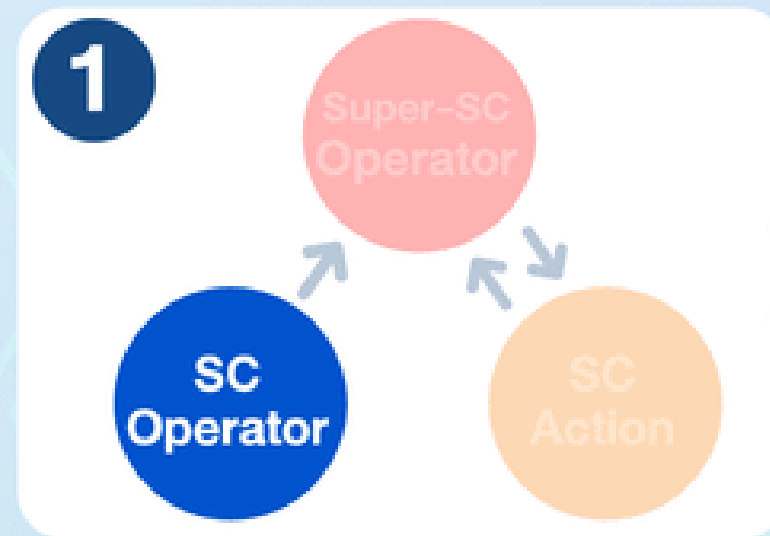 1
Super-SC
Operator
SC
Operator
SC
Action